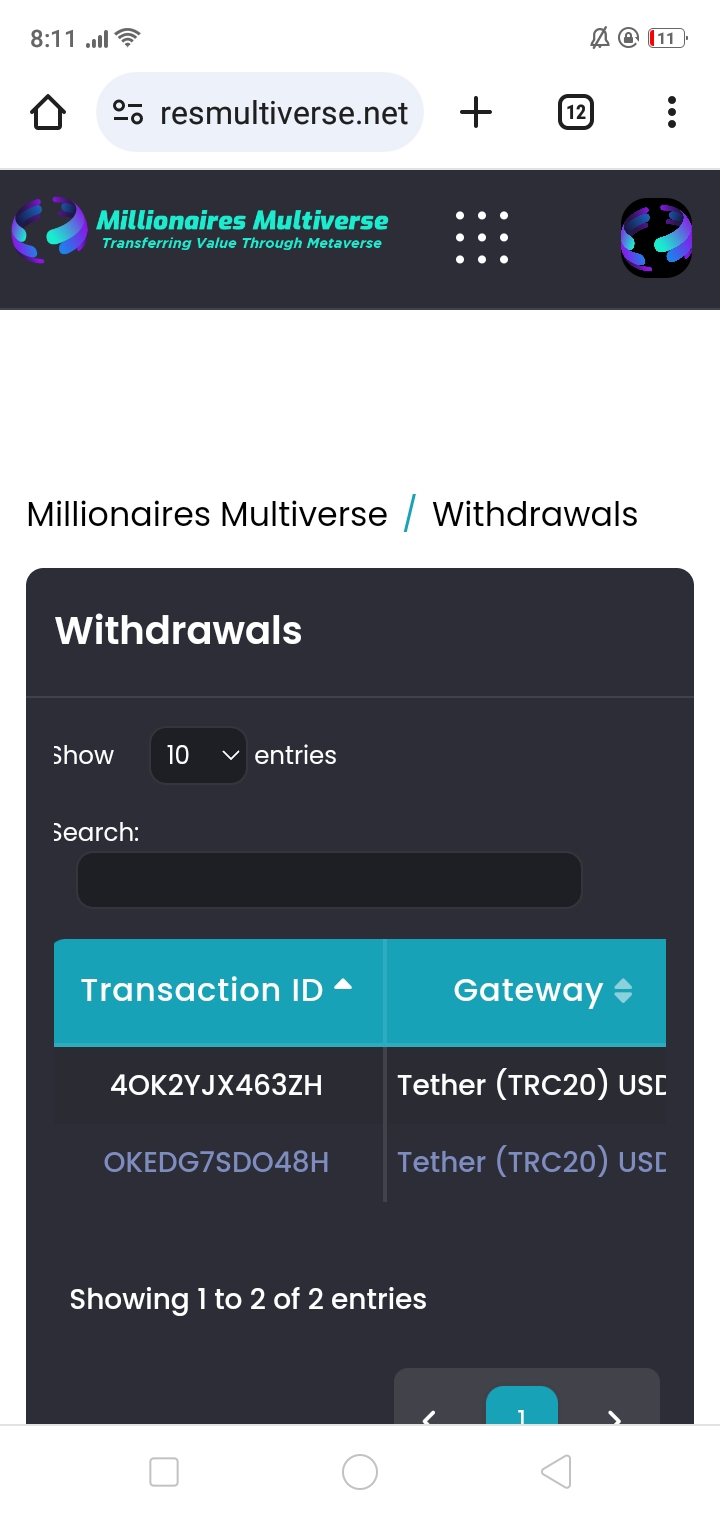 8:11
11
resmultiverse.net
12
Millionaires Multiverse
Transferring Value Through Metaverse
Millionaires Multiverse / Withdrawals
Withdrawals
Show 10 entries
Search:
Transaction ID Gateway
4OK2YJX463ZH Tether (TRC20) USD
OKEDG7SDO48H Tether (TRC20) USD
Showing 1 to 2 of 2 entries
1